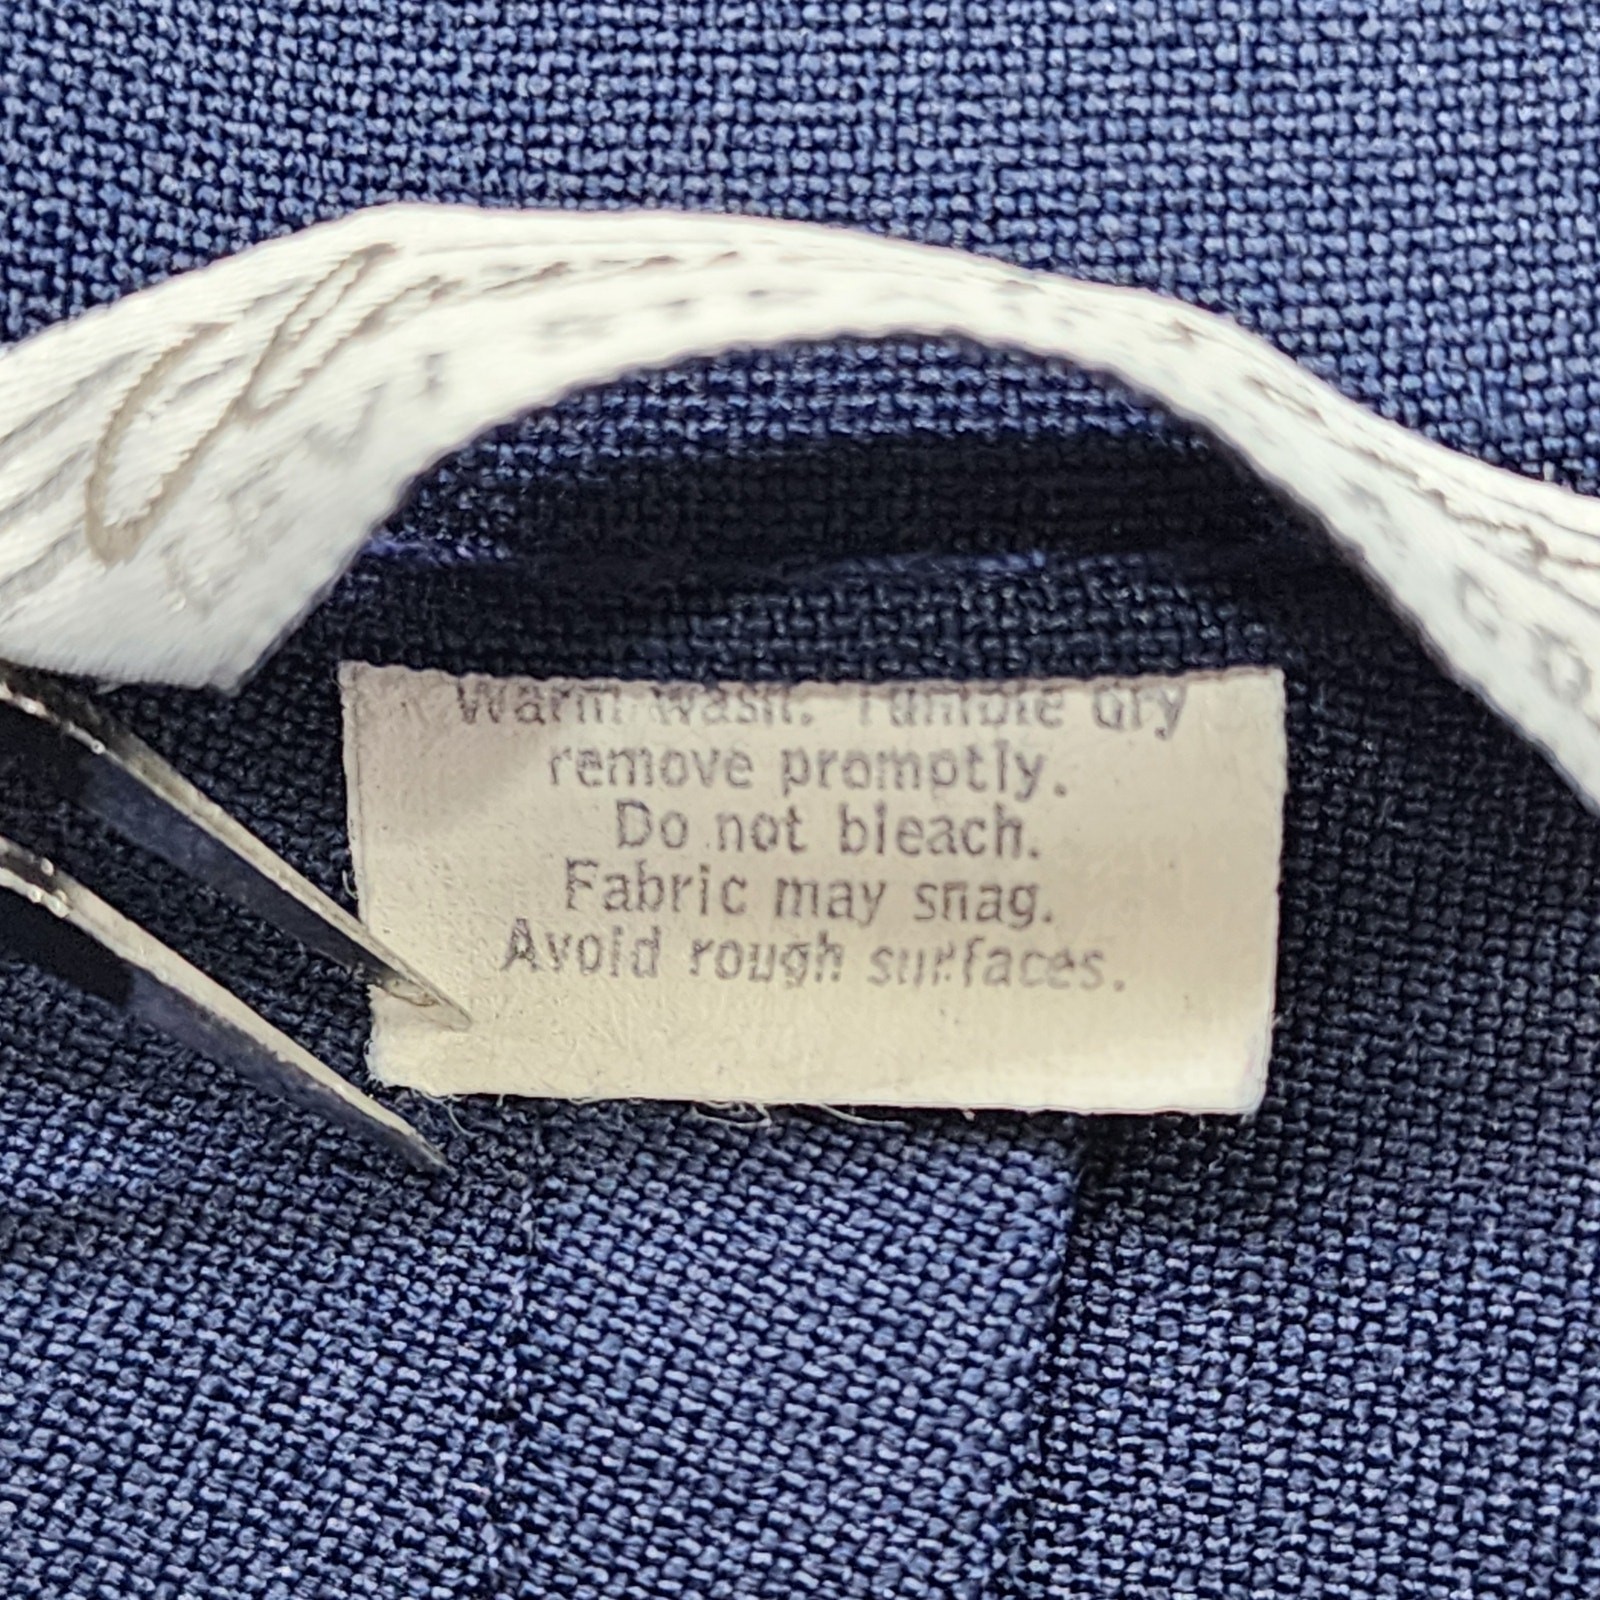 Warm wash. Tumble dry
remove promptly.
Do not bleach.
Fabric may snag.
Avoid rough surfaces.